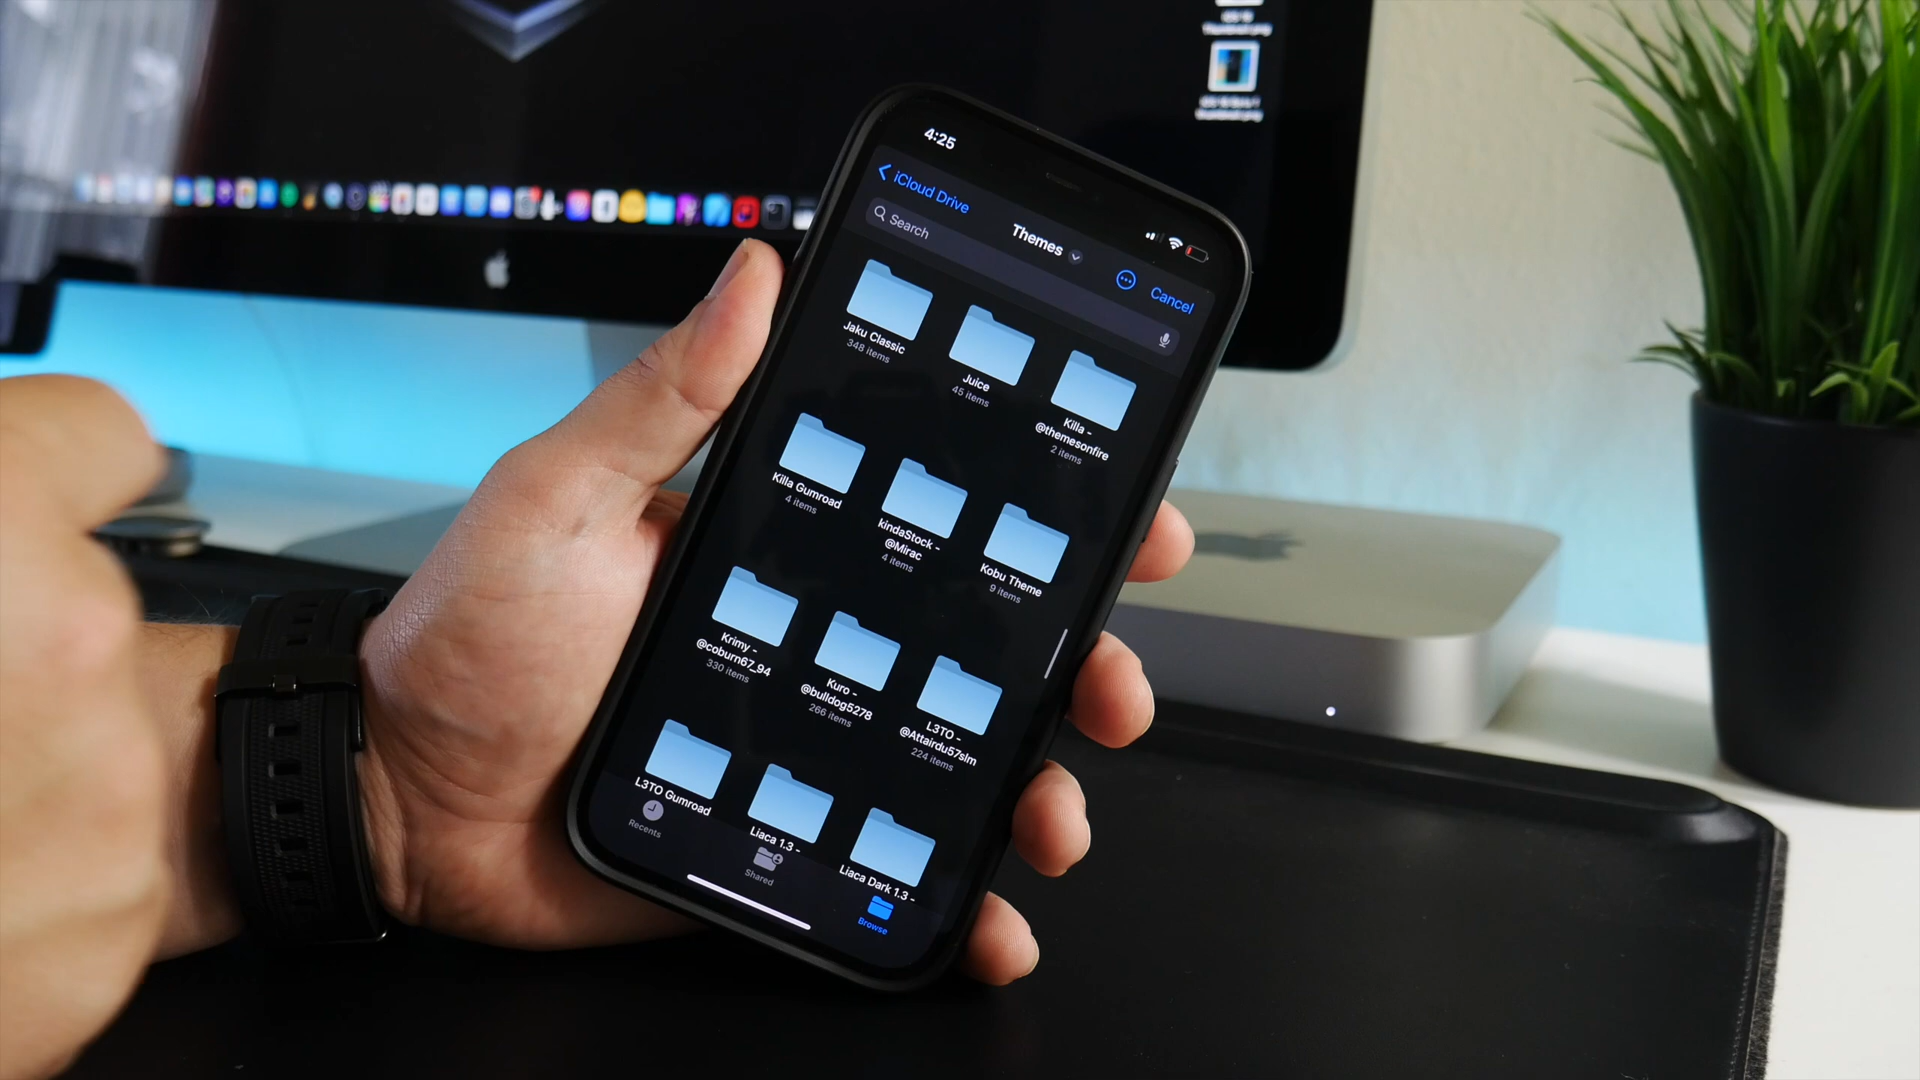 4:25
iCloud Drive
Search
Themes
Cancel
Jaku Classic
348 items
Juice
45 items
Killa -
@themesonfire
2 items
Killa Gumroad
4 items
kindaStock -
@Mirac
4 items
Kobu Theme
9 items
Krimy -
@coburn67_94
330 items
Kuro -
@bulldog5278
266 items
L3TO -
@Attairdu57slm
224 items
L3TO Gumroad
Liaca 1.3 -
Liaca Dark 1.3 -
Recents
Shared
Browse